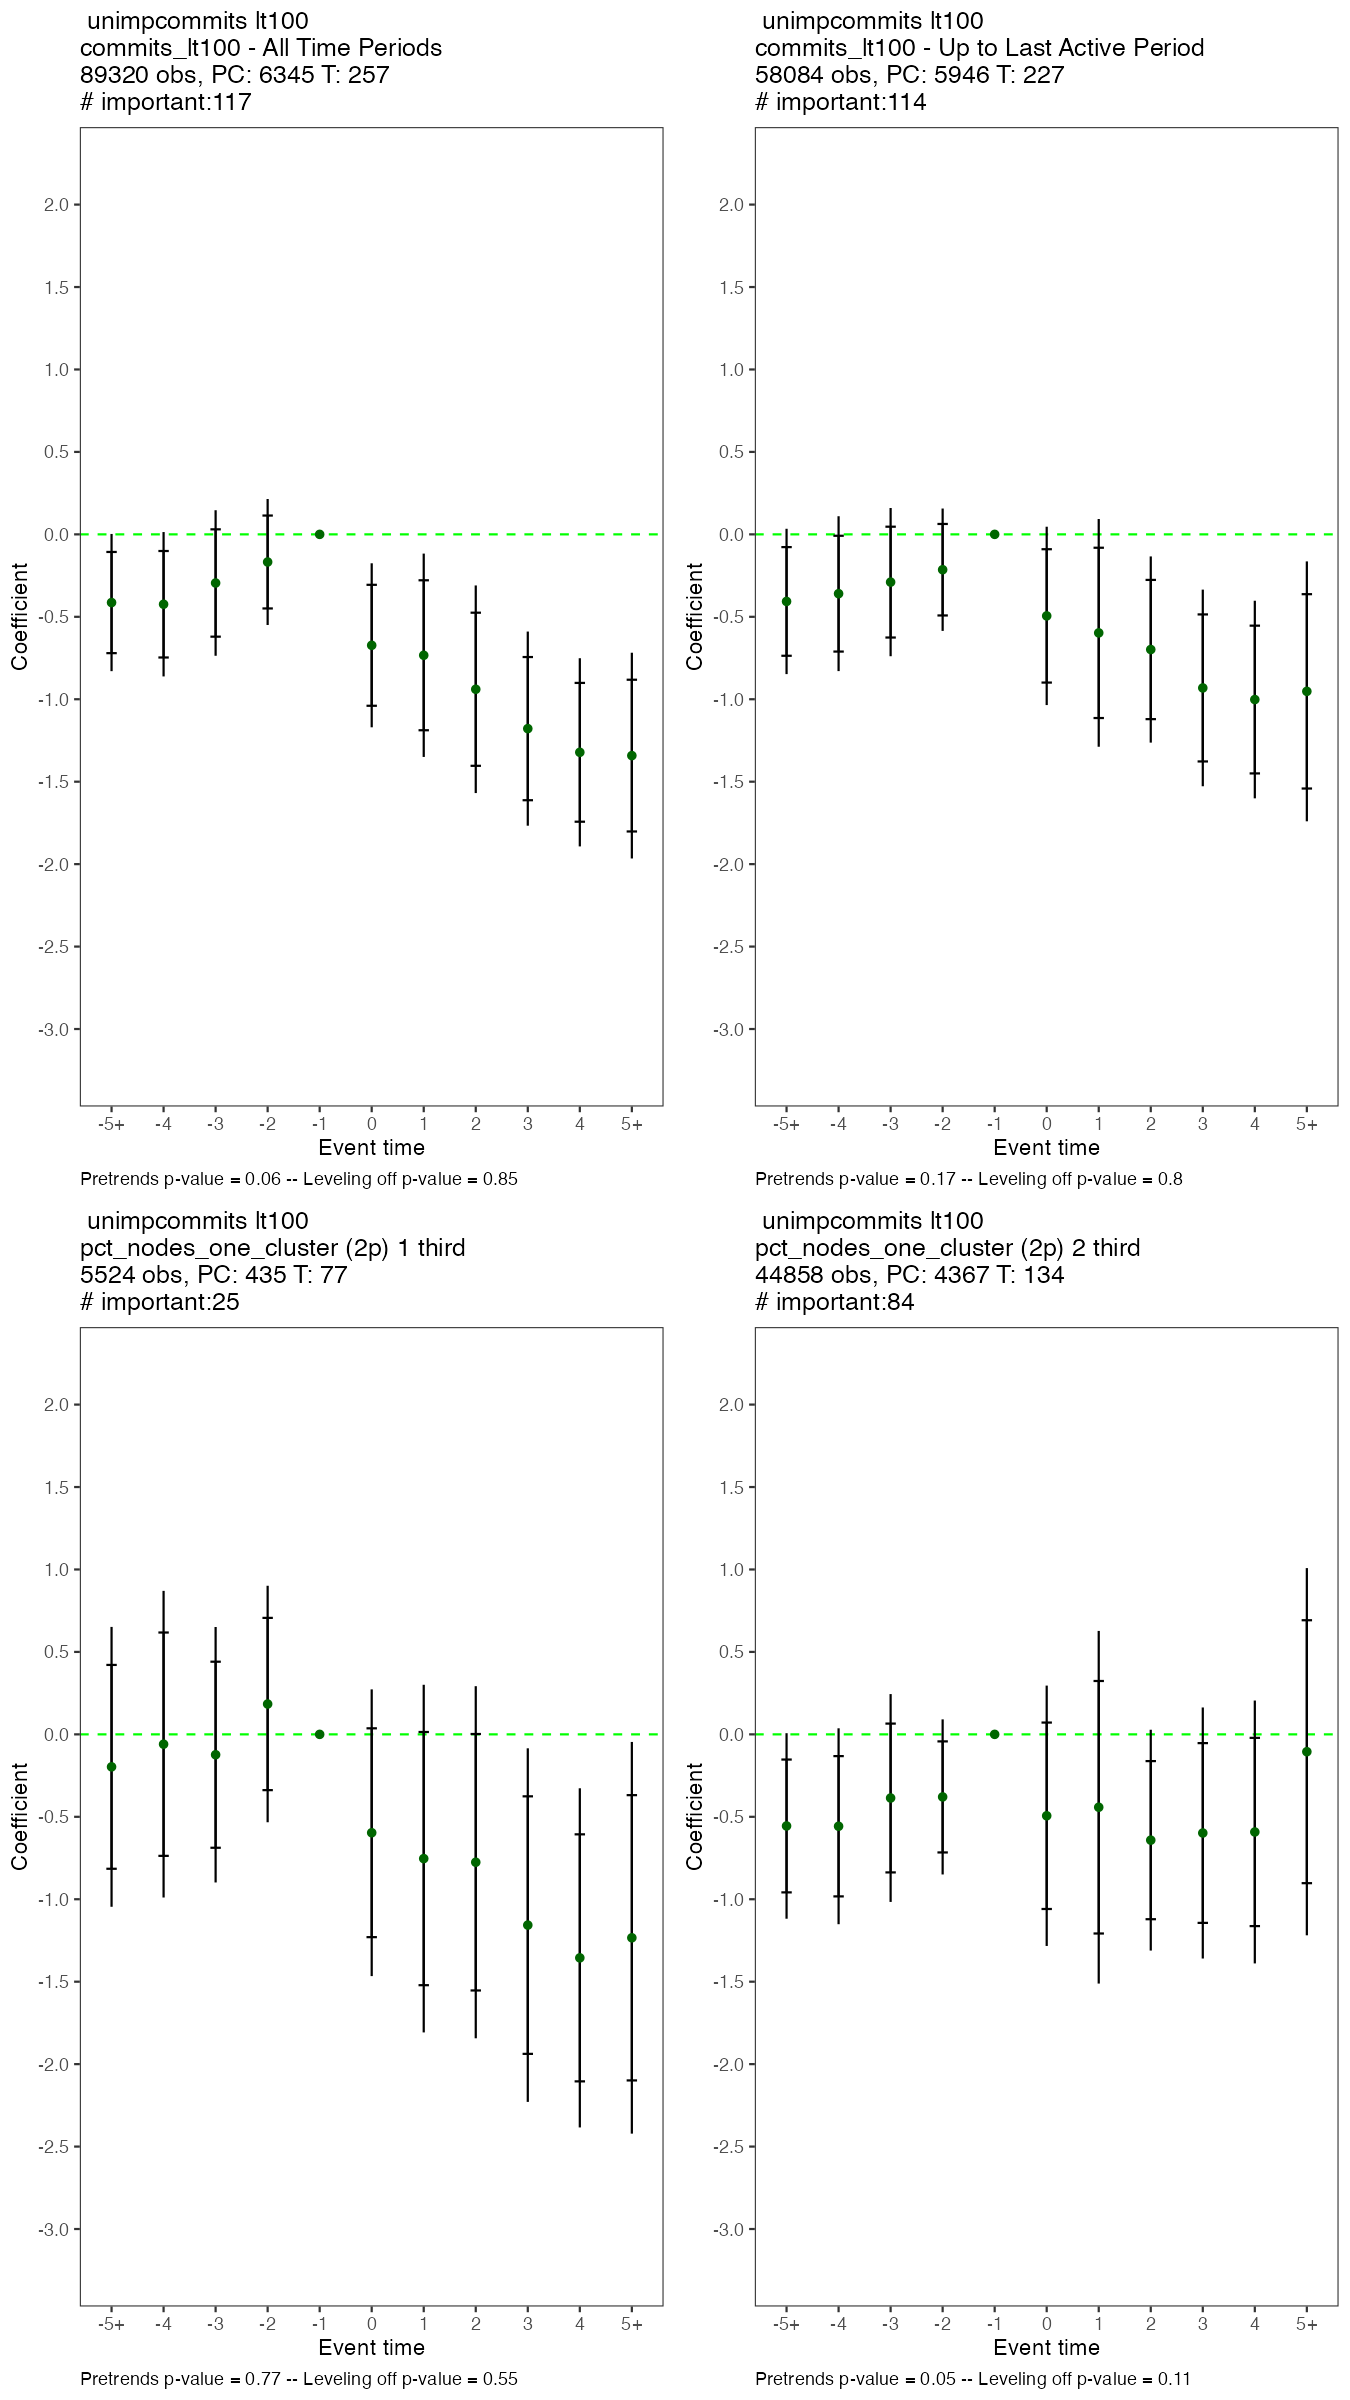 unimpcommits lt100
commits_lt100 - All Time Periods
89320 obs, PC: 6345 T: 257
# important:117
2.0
1.5
1.0
0.5
0.0
-0.5
-1.0
-1.5
-2.0
-2.5
-3.0
Coefficient
-5+ -4 -3 -2 -1 0 1 2 3 4 5+
Event time
Pretrends p-value = 0.06 -- Leveling off p-value = 0.85
unimpcommits lt100
commits_lt100 - Up to Last Active Period
58084 obs, PC: 5946 T: 227
# important:114
2.0
1.5
1.0
0.5
0.0
-0.5
-1.0
-1.5
-2.0
-2.5
-3.0
Coefficient
-5+ -4 -3 -2 -1 0 1 2 3 4 5+
Event time
Pretrends p-value = 0.17 -- Leveling off p-value = 0.8
unimpcommits lt100
pct_nodes_one_cluster (2p) 1 third
5524 obs, PC: 435 T: 77
# important:25
2.0
1.5
1.0
0.5
0.0
-0.5
-1.0
-1.5
-2.0
-2.5
-3.0
Coefficient
-5+ -4 -3 -2 -1 0 1 2 3 4 5+
Event time
Pretrends p-value = 0.77 -- Leveling off p-value = 0.55
unimpcommits lt100
pct_nodes_one_cluster (2p) 2 third
44858 obs, PC: 4367 T: 134
# important:84
2.0
1.5
1.0
0.5
0.0
-0.5
-1.0
-1.5
-2.0
-2.5
-3.0
Coefficient
-5+ -4 -3 -2 -1 0 1 2 3 4 5+
Event time
Pretrends p-value = 0.05 -- Leveling off p-value = 0.11